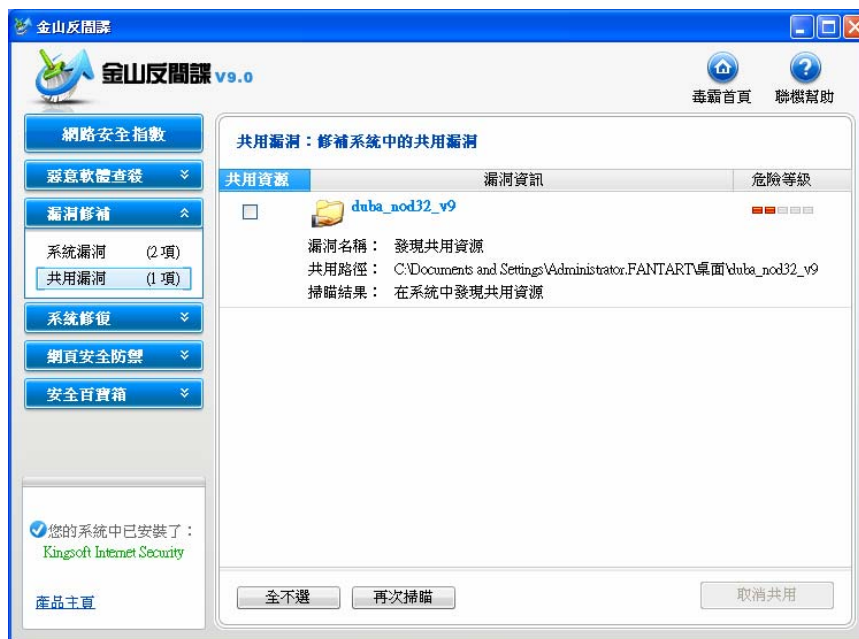 金山反間諜
金山反間諜 V9.0
毒霸首頁
聯機幫助
網路安全指數
惡意軟體查殺
漏洞修補
系統漏洞 (2 項)
共用漏洞 (1 項)
系統修復
網頁安全防禦
安全百寶箱
您的系統中已安裝了：
Kingsoft Internet Security
產品主頁
共用漏洞：修補系統中的共用漏洞
共用資源 漏洞資訊 危險等級
duba_nod32_v9
漏洞名稱： 發現共用資源
共用路徑： C:\Documents and Settings\Administrator.FANTART\桌面\duba_nod32_v9
掃瞄結果： 在系統中發現共用資源
全不選 再次掃瞄 取消共用